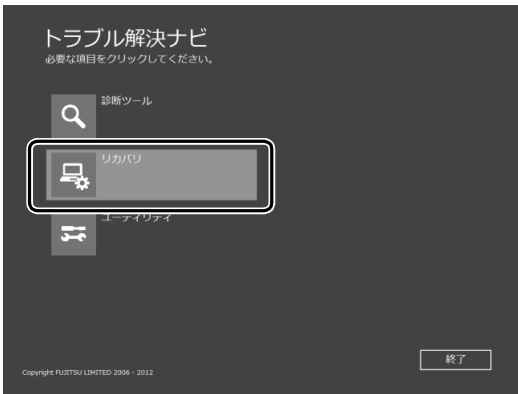 トラブル解決ナビ
必要な項目をクリックしてください。
診断ツール
リカバリ
ユーティリティ
終了
Copyright FUJITSU LIMITED 2006 - 2012